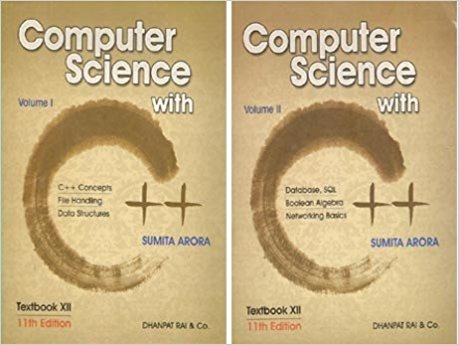 Computer
Science
with
Volume I
C++
C++ Concepts
File Handling
Data Structures
SUMITA ARORA
Textbook XII
11th Edition
DHANPAT RAI & Co.
Computer
Science
with
Volume II
C++
Database, SQL
Boolean Algebra
Networking Basics
SUMITA ARORA
Textbook XII
11th Edition
DHANPAT RAI & Co.